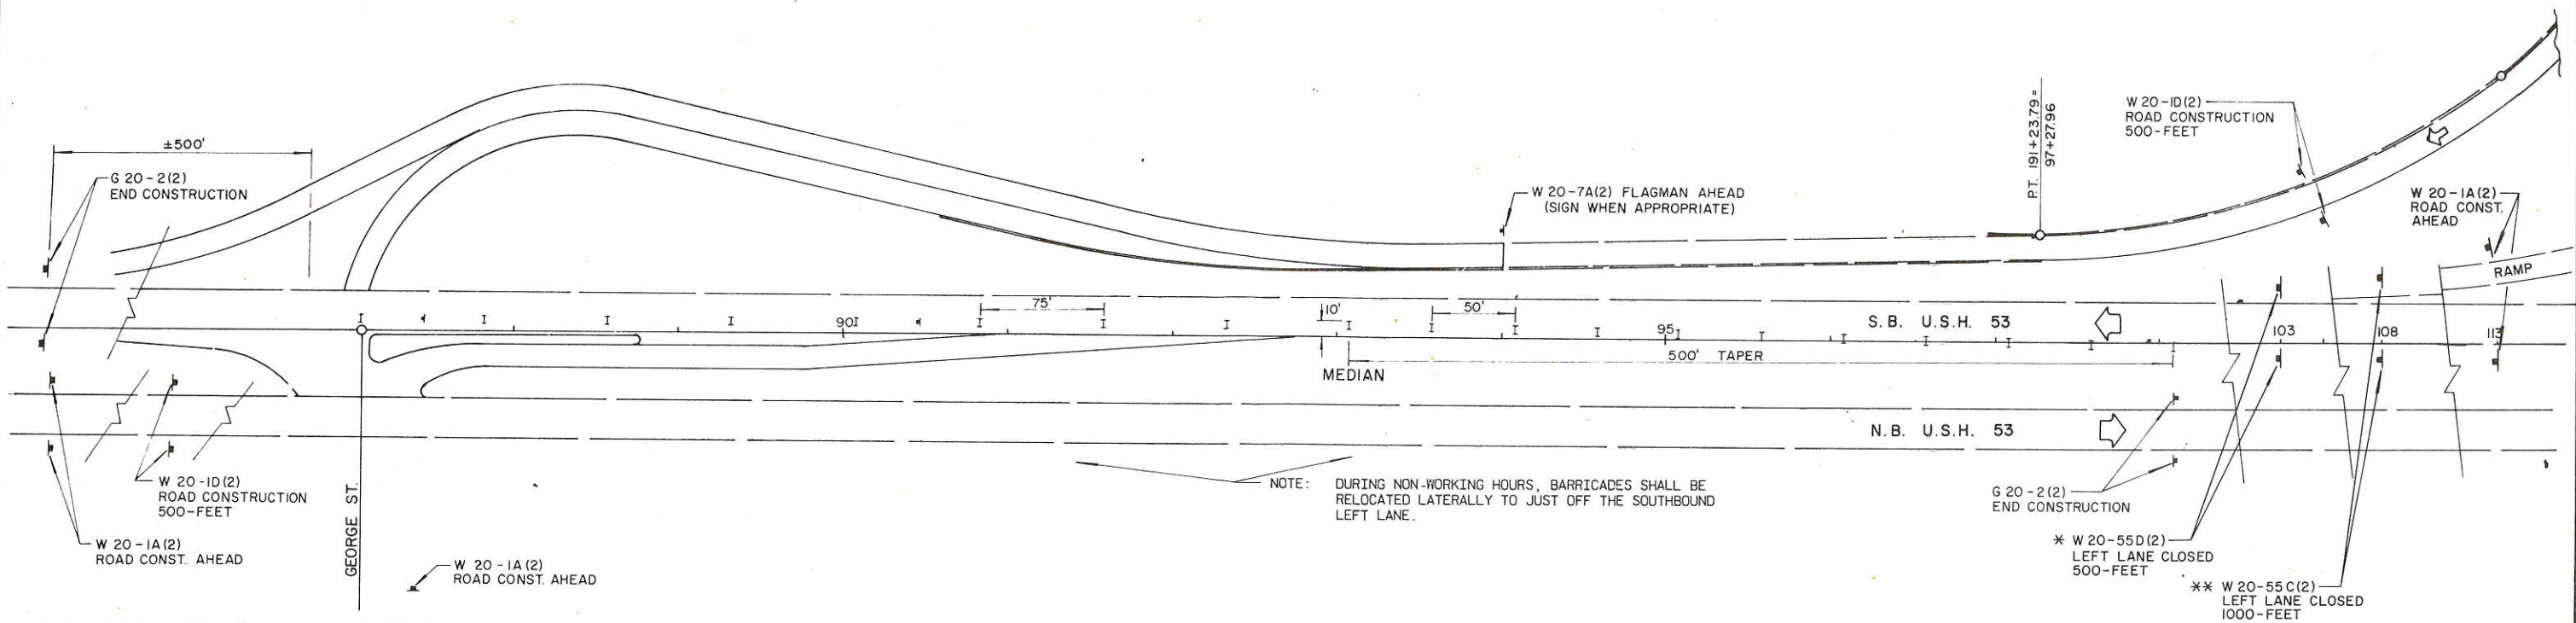 ±500'
G 20-2(2)
END CONSTRUCTION
W 20-7A(2) FLAGMAN AHEAD
(SIGN WHEN APPROPRIATE)
P.T. 191+23.79 =
97+27.96
W 20-1D(2)
ROAD CONSTRUCTION
500-FEET
W 20-1A(2)
ROAD CONST.
AHEAD
RAMP
75'
10'
50'
90
95
S.B. U.S.H. 53
103
108
113
500' TAPER
MEDIAN
N.B. U.S.H. 53
W 20-1D(2)
ROAD CONSTRUCTION
500-FEET
W 20-1A(2)
ROAD CONST. AHEAD
GEORGE ST.
W 20-1A(2)
ROAD CONST. AHEAD
NOTE: DURING NON-WORKING HOURS, BARRICADES SHALL BE
RELOCATED LATERALLY TO JUST OFF THE SOUTHBOUND
LEFT LANE.
G 20-2(2)
END CONSTRUCTION
* W 20-55D(2)
LEFT LANE CLOSED
500-FEET
** W 20-55C(2)
LEFT LANE CLOSED
1000-FEET